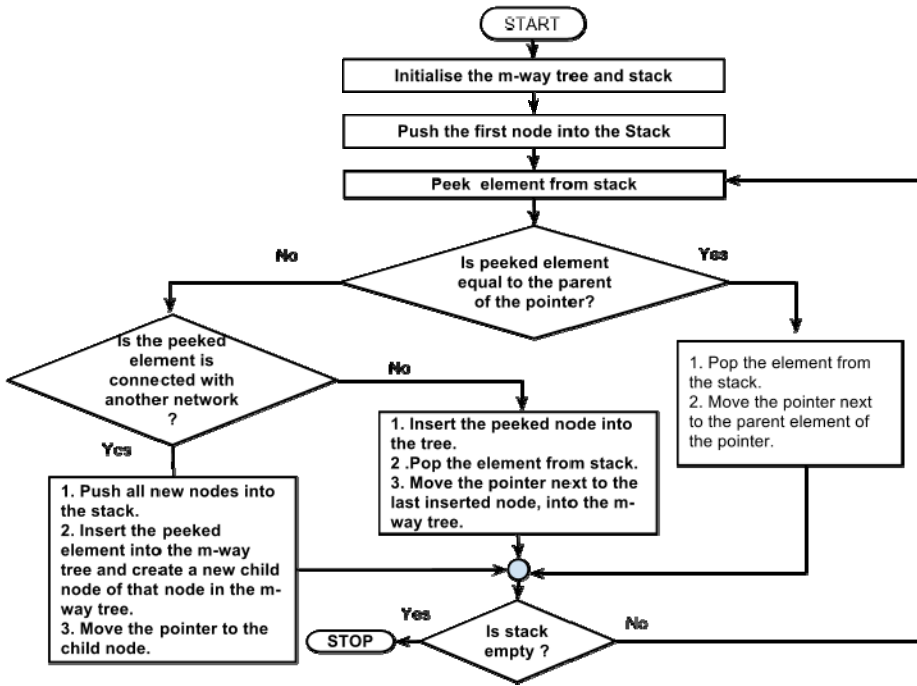 START
Initialise the m-way tree and stack
Push the first node into the Stack
Peek element from stack
No
Yes
Is peeked element
equal to the parent
of the pointer?
Is the peeked
element is
connected with
another network
?
No
Yes
1. Pop the element from
the stack.
2. Move the pointer next
to the parent element of
the pointer.
1. Insert the peeked node into
the tree.
2 .Pop the element from stack.
3. Move the pointer next to the
last inserted node, into the m-
way tree.
1. Push all new nodes into
the stack.
2. Insert the peeked
element into the m-way
tree and create a new child
node of that node in the m-
way tree.
3. Move the pointer to the
child node.
Yes
No
STOP
Is stack
empty ?